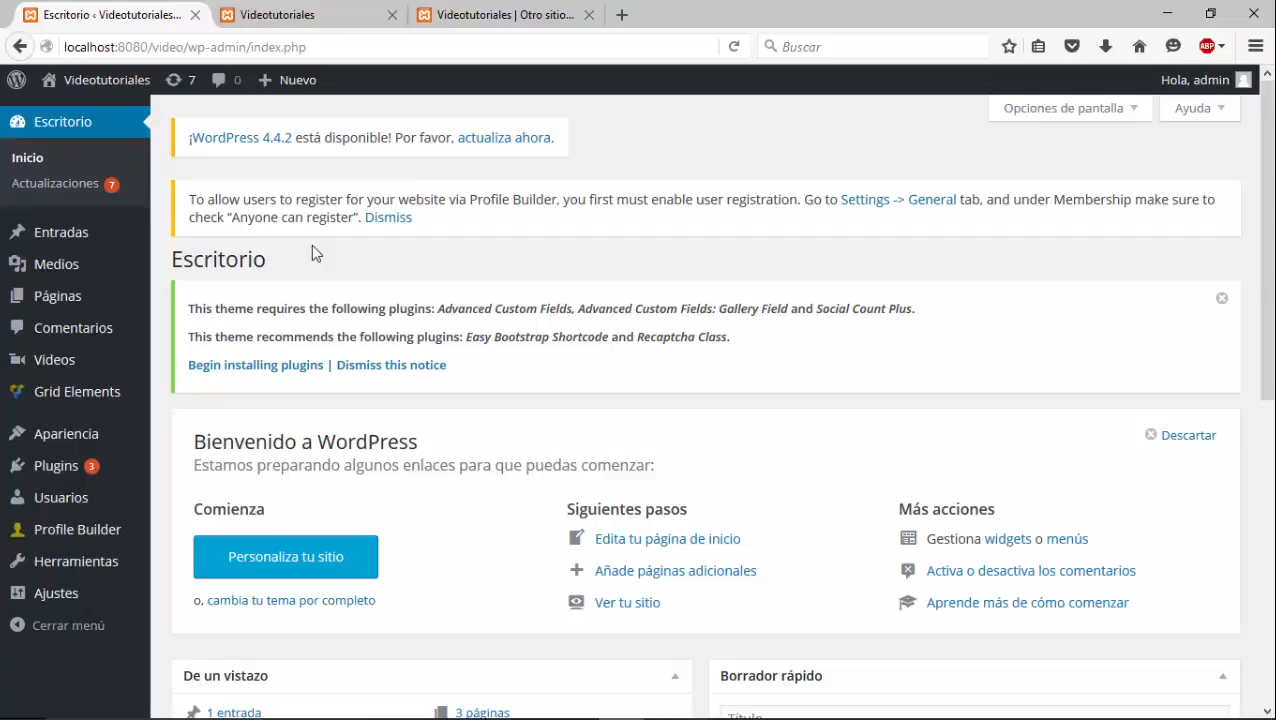 Escritorio ‹ Videotutoriales...
Videotutoriales
Videotutoriales | Otro sitio...
localhost:8080/video/wp-admin/index.php
Buscar
ABP
Videotutoriales
7
0
Nuevo
Hola, admin
Escritorio
Inicio
Actualizaciones 7
Entradas
Medios
Páginas
Comentarios
Videos
Grid Elements
Apariencia
Plugins 3
Usuarios
Profile Builder
Herramientas
Ajustes
Cerrar menú
Opciones de pantalla
Ayuda
¡WordPress 4.4.2 está disponible! Por favor, actualiza ahora.
To allow users to register for your website via Profile Builder, you first must enable user registration. Go to Settings -> General tab, and under Membership make sure to
check “Anyone can register”. Dismiss
Escritorio
This theme requires the following plugins: Advanced Custom Fields, Advanced Custom Fields: Gallery Field and Social Count Plus.
This theme recommends the following plugins: Easy Bootstrap Shortcode and Recaptcha Class.
Begin installing plugins | Dismiss this notice
Bienvenido a WordPress
Descartar
Estamos preparando algunos enlaces para que puedas comenzar:
Comienza
Personaliza tu sitio
o, cambia tu tema por completo
Siguientes pasos
Edita tu página de inicio
Añade páginas adicionales
Ver tu sitio
Más acciones
Gestiona widgets o menús
Activa o desactiva los comentarios
Aprende más de cómo comenzar
De un vistazo
1 entrada
3 páginas
Borrador rápido
Título